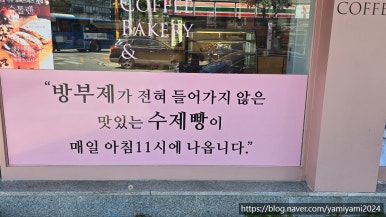 COFFEE
BAKERY
&
COFFE
“방부제가 전혀 들어가지 않은
맛있는 수제빵이
매일 아침11시에 나옵니다.”
https://blog.naver.com/yamiyami2024